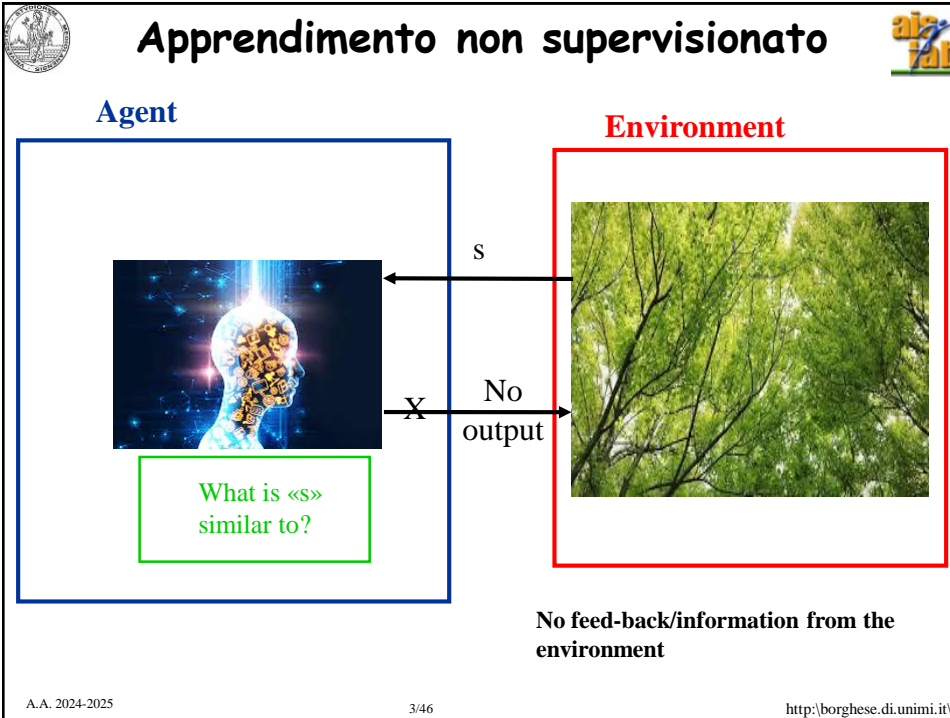 Apprendimento non supervisionato
Agent
Environment
s
X
No
output
What is «s»
similar to?
No feed-back/information from the
environment
A.A. 2024-2025
3/46
http:\borghese.di.unimi.it\